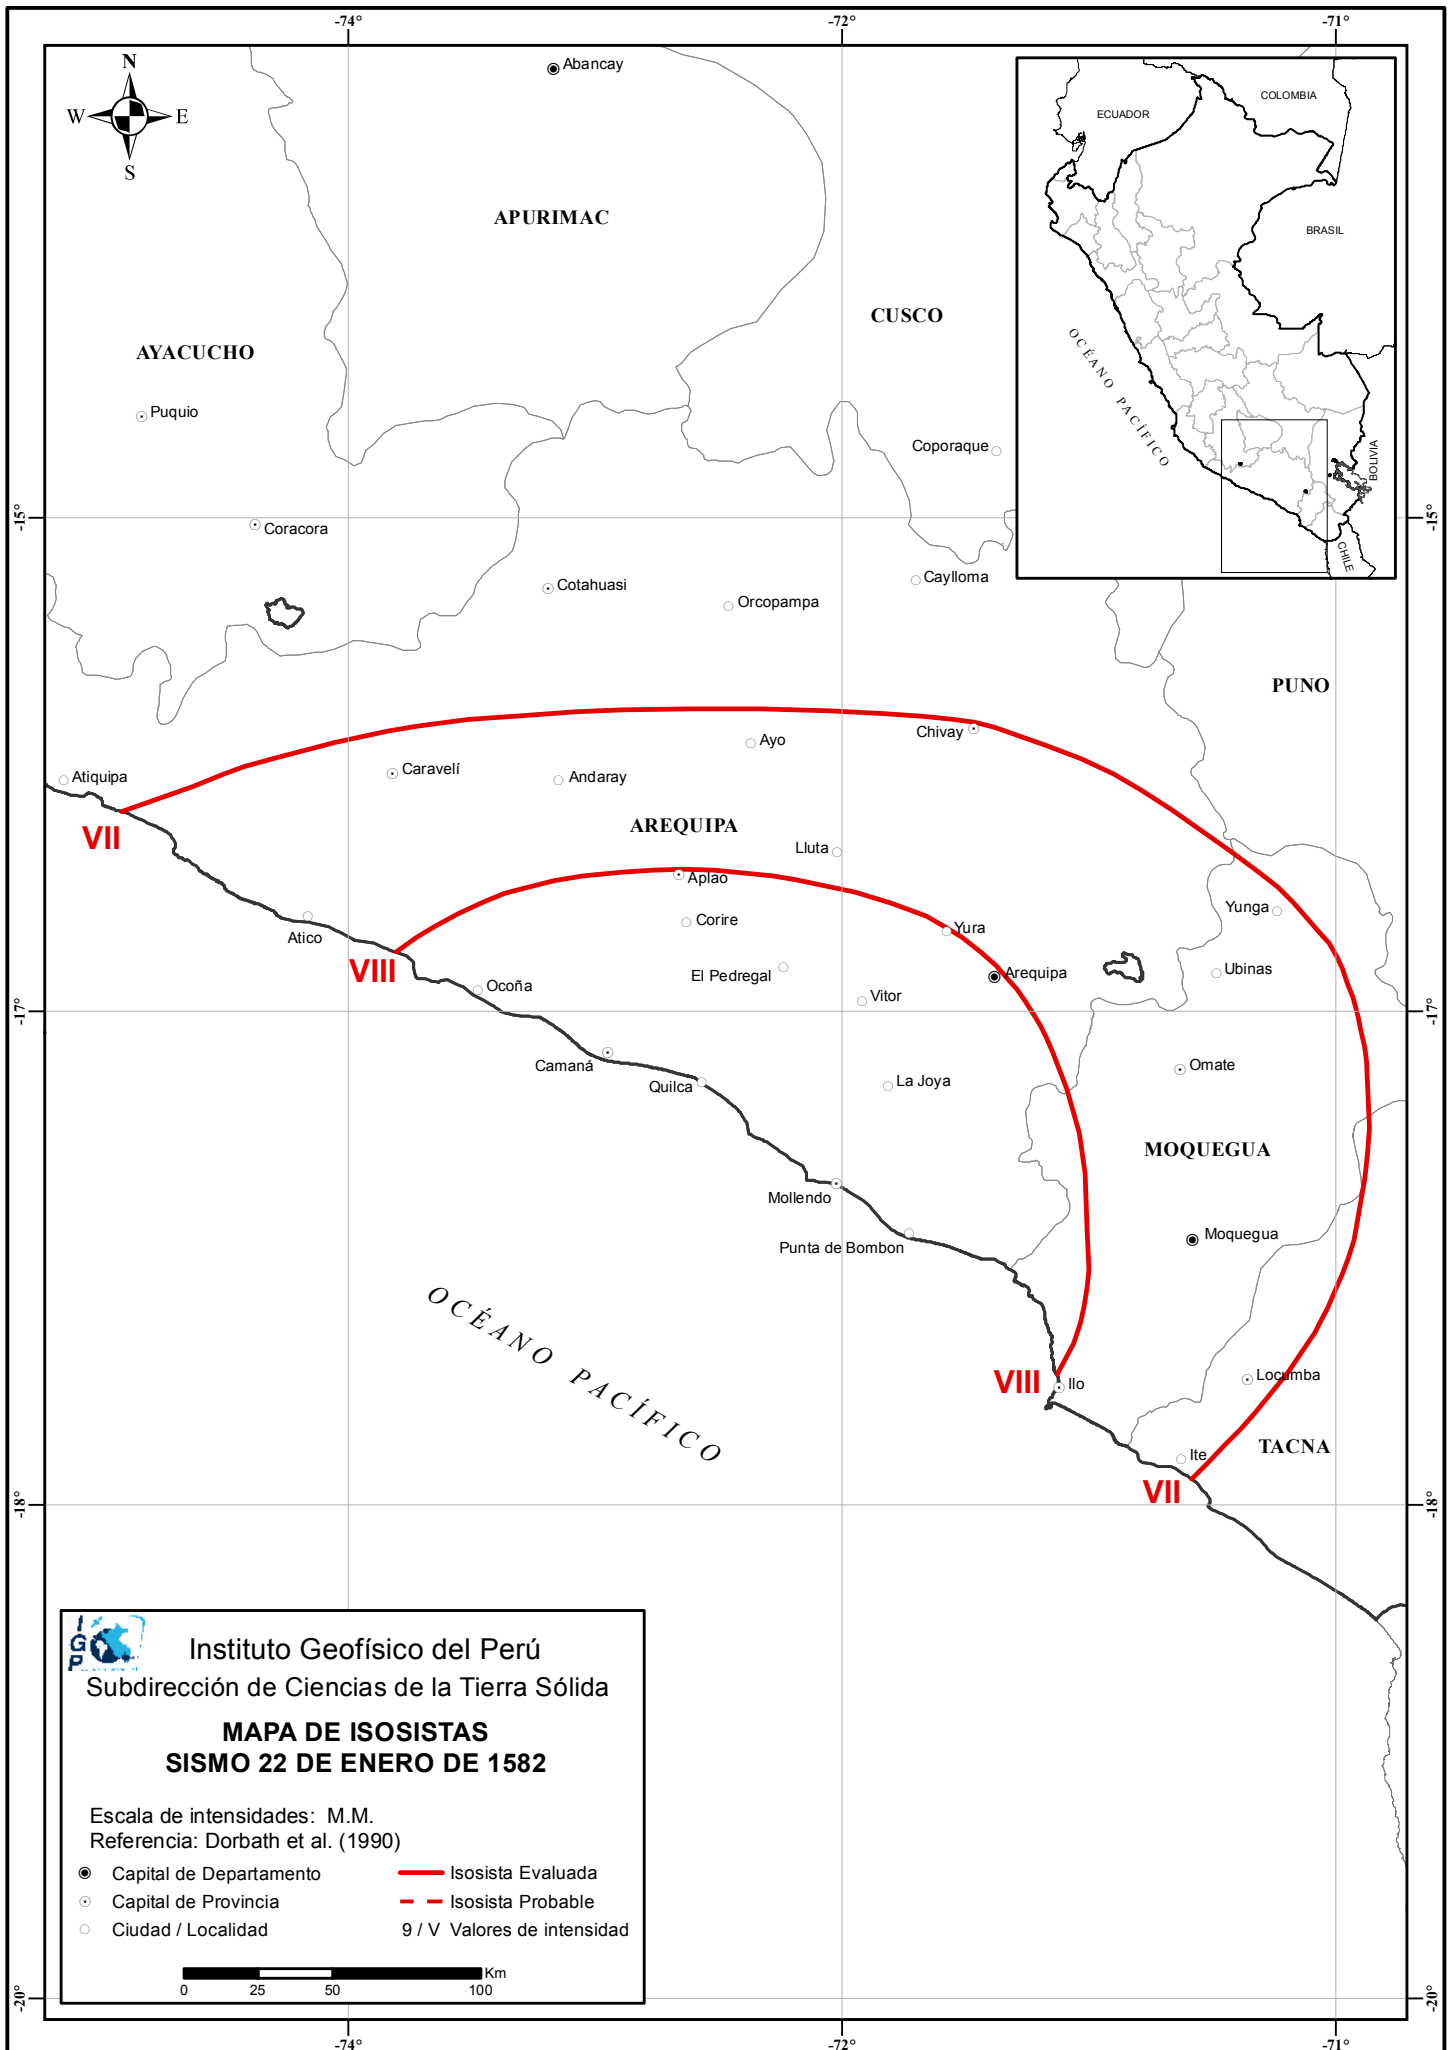 -74°
-72°
-71°
N
W
E
S
Abancay
APURIMAC
CUSCO
AYACUCHO
Puquio
Coporaque
ECUADOR
COLOMBIA
BRASIL
OCÉANO PACÍFICO
BOLIVIA
CHILE
-15°
-15°
Coracora
Cotahuasi
Orcopampa
Caylloma
PUNO
Chivay
Ayo
Atiquipa
Caravelí
Andaray
AREQUIPA
VII
Lluta
Aplao
Yunga
Corire
Yura
Atico
VIII
El Pedregal
Arequipa
Ubinas
Ocoña
Vitor
-17°
-17°
Camaná
Omate
Quilca
La Joya
MOQUEGUA
Mollendo
Moquegua
Punta de Bombon
OCÉANO PACÍFICO
VIII
Ilo
Locumba
TACNA
Ite
VII
-18°
-18°
IGP
Instituto Geofísico del Perú
Subdirección de Ciencias de la Tierra Sólida
MAPA DE ISOSISTAS
SISMO 22 DE ENERO DE 1582
Escala de intensidades: M.M.
Referencia: Dorbath et al. (1990)
Capital de Departamento
Isosista Evaluada
Capital de Provincia
Isosista Probable
Ciudad / Localidad
9 / V Valores de intensidad
Km
0 25 50 100
-20°
-20°
-74°
-72°
-71°